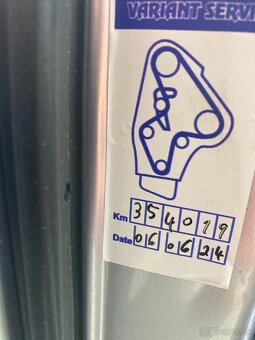 VARIANT SERVI
Km 354019
Date 06.06.24